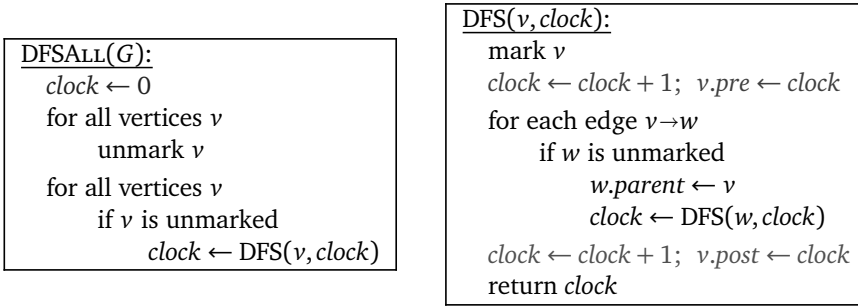 DFSALL(G):
clock ← 0
for all vertices v
unmark v
for all vertices v
if v is unmarked
clock ← DFS(v, clock)
DFS(v, clock):
mark v
clock ← clock + 1; v.pre ← clock
for each edge v→w
if w is unmarked
w.parent ← v
clock ← DFS(w, clock)
clock ← clock + 1; v.post ← clock
return clock